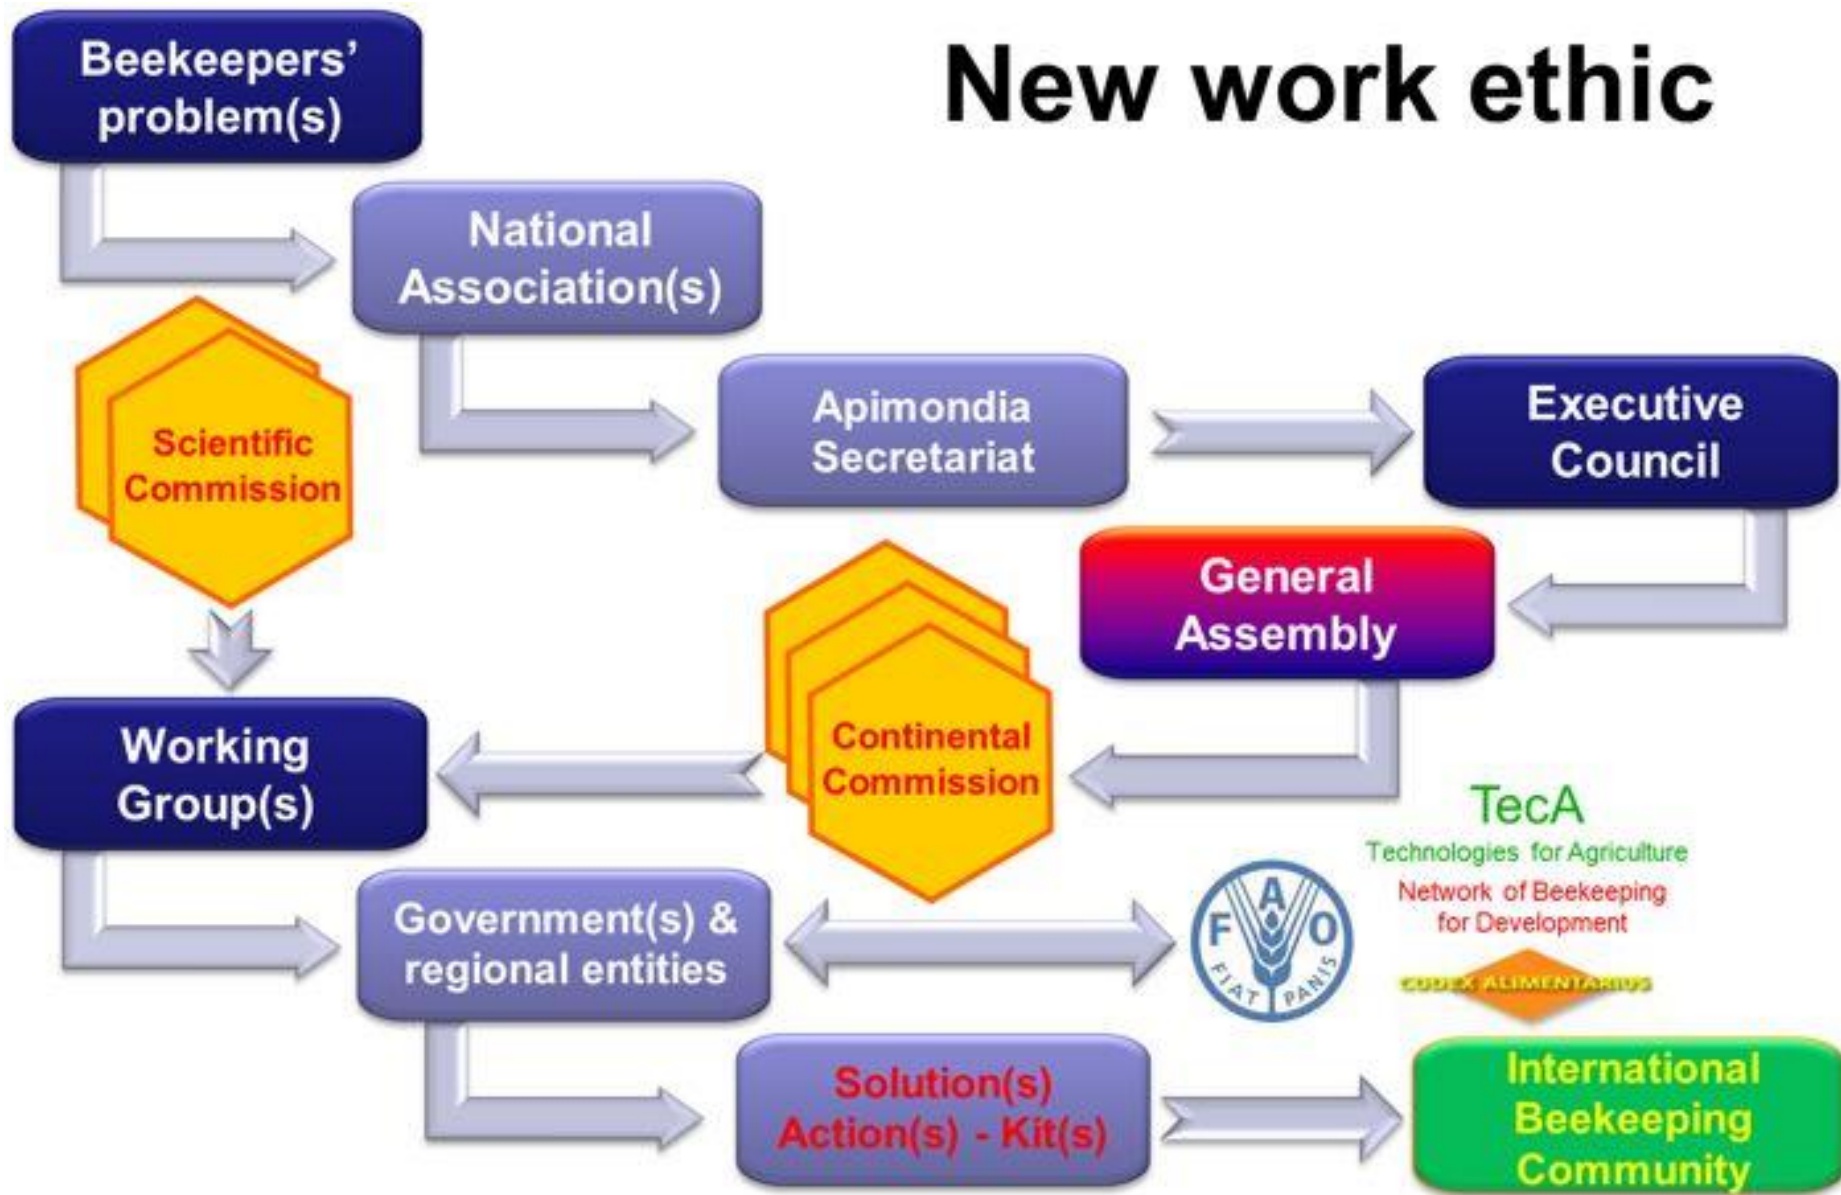 New work ethic
Beekeepers’
problem(s)
National
Association(s)
Apimondia
Secretariat
Executive
Council
General
Assembly
Scientific
Commission
Continental
Commission
Working
Group(s)
Government(s) &
regional entities
F A O
FIAT PANIS
TecA
Technologies for Agriculture
Network of Beekeeping
for Development
CODEX ALIMENTARIUS
Solution(s)
Action(s) - Kit(s)
International
Beekeeping
Community